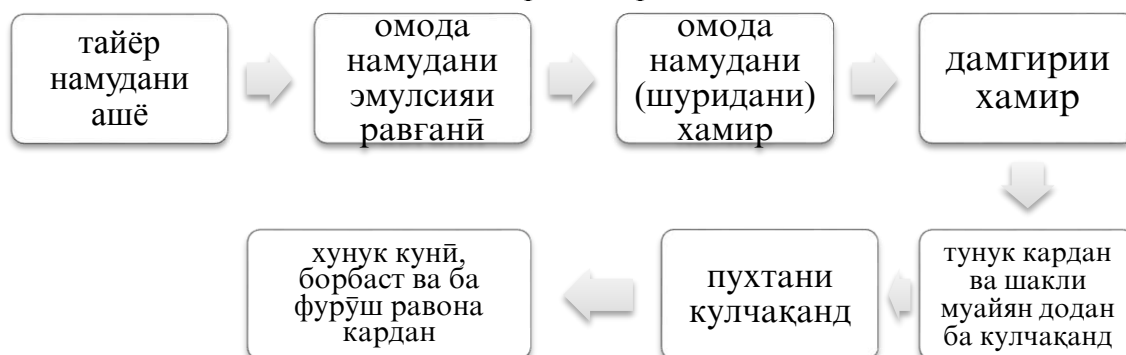 тайёр
намудани
ашё
омода
намудани
эмулсияи
равғанӣ
омода
намудани
(шуридани)
хамир
дамгирии
хамир
тунук кардан
ва шакли
муайян додан
ба кулчақанд
пухтани
кулчақанд
хунук кунӣ,
борбаст ва ба
фурӯш равона
кардан